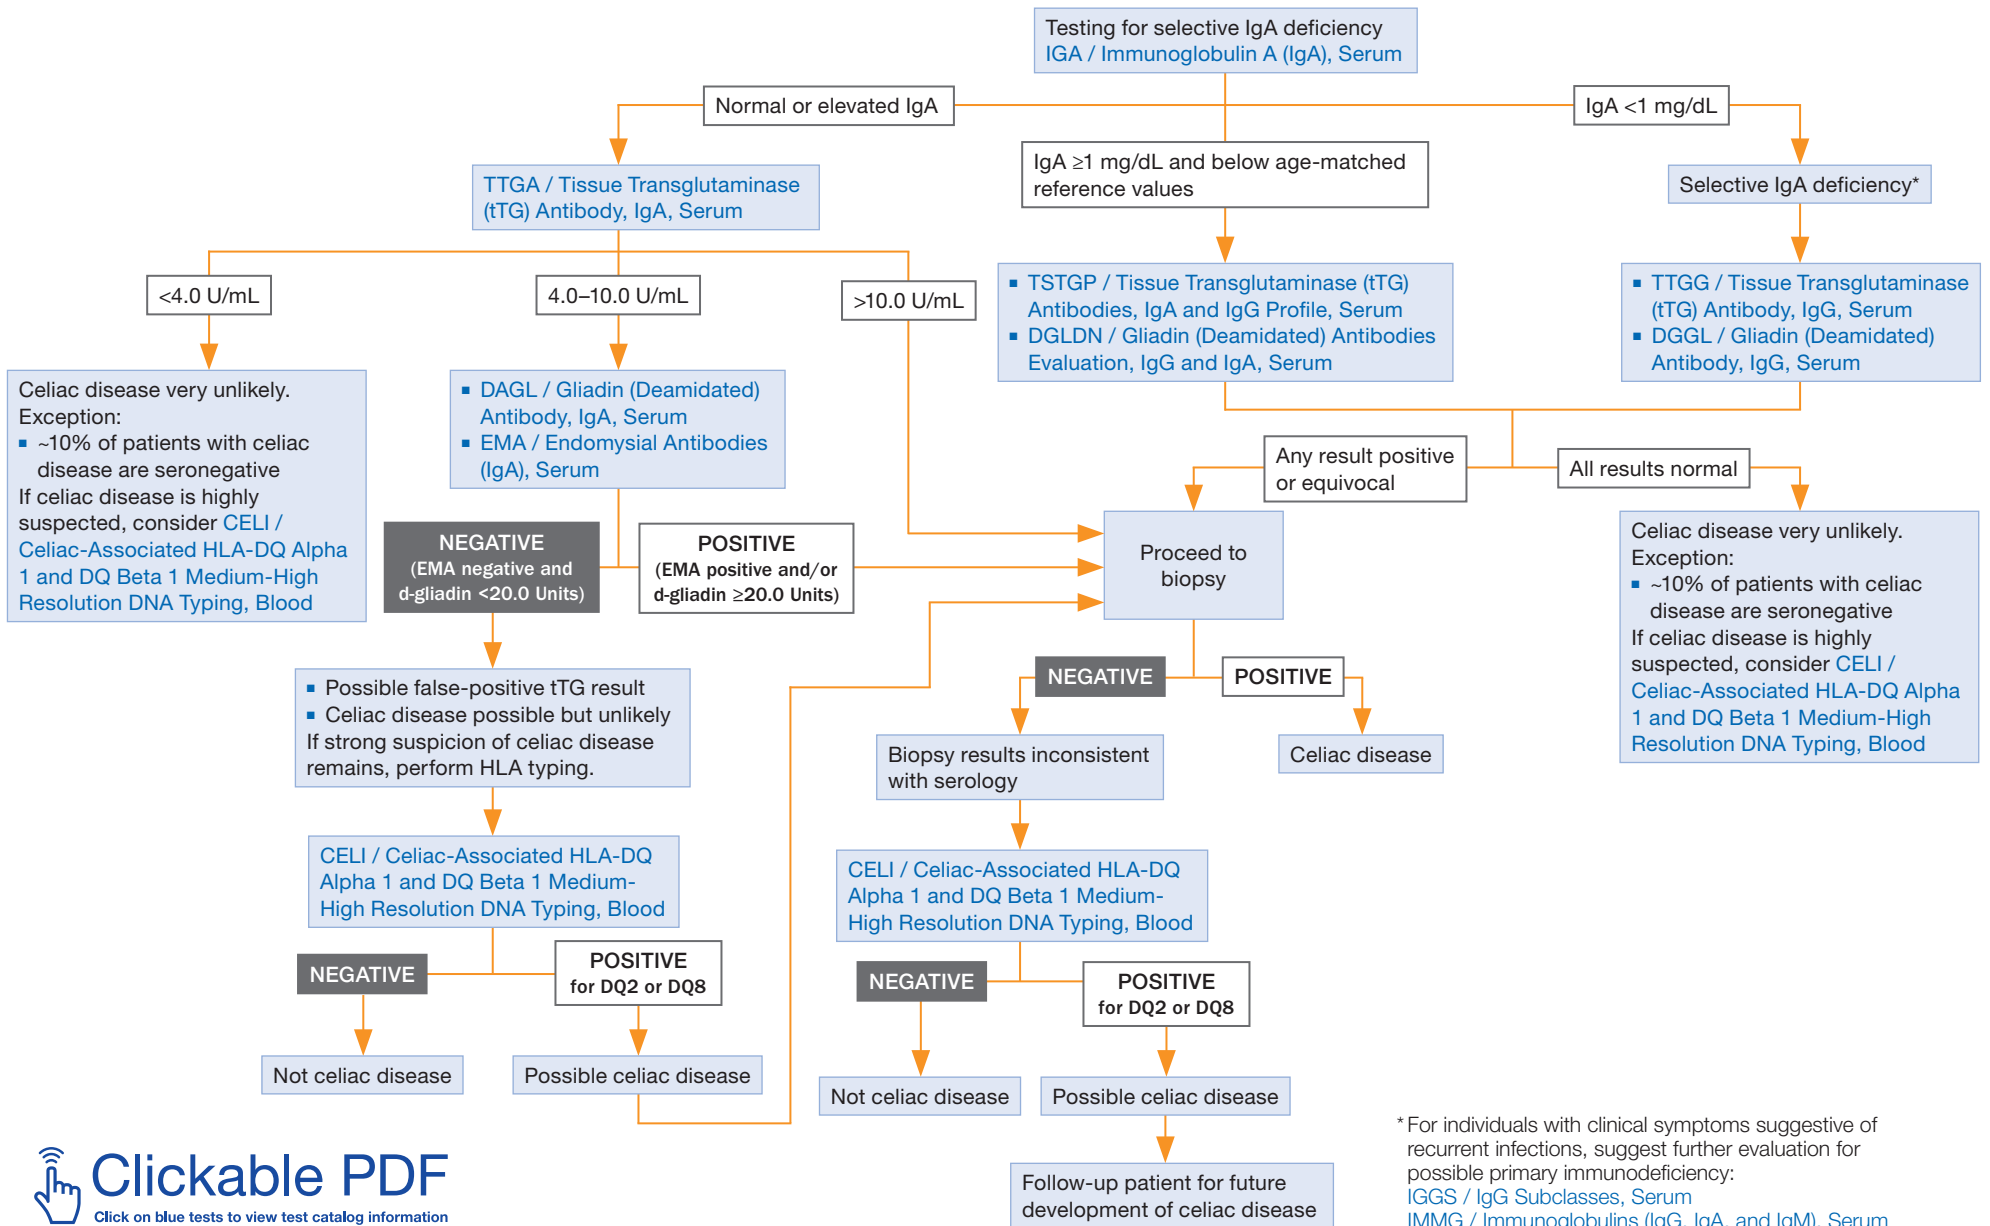 Testing for selective IgA deficiency
IGA / Immunoglobulin A (IgA), Serum
Normal or elevated IgA
IgA <1 mg/dL
IgA ≥1 mg/dL and below age-matched
reference values
TTGA / Tissue Transglutaminase
(tTG) Antibody, IgA, Serum
Selective IgA deficiency*
<4.0 U/mL
4.0–10.0 U/mL
>10.0 U/mL
▪ TSTGP / Tissue Transglutaminase (tTG)
Antibodies, IgA and IgG Profile, Serum
▪ DGLDN / Gliadin (Deamidated) Antibodies
Evaluation, IgG and IgA, Serum
▪ TTGG / Tissue Transglutaminase
(tTG) Antibody, IgG, Serum
▪ DGGL / Gliadin (Deamidated)
Antibody, IgG, Serum
Celiac disease very unlikely.
Exception:
▪ ~10% of patients with celiac
disease are seronegative
If celiac disease is highly
suspected, consider CELI /
Celiac-Associated HLA-DQ Alpha
1 and DQ Beta 1 Medium-High
Resolution DNA Typing, Blood
▪ DAGL / Gliadin (Deamidated)
Antibody, IgA, Serum
▪ EMA / Endomysial Antibodies
(IgA), Serum
Any result positive
or equivocal
All results normal
NEGATIVE
(EMA negative and
d-gliadin <20.0 Units)
POSITIVE
(EMA positive and/or
d-gliadin ≥20.0 Units)
Proceed to
biopsy
Celiac disease very unlikely.
Exception:
▪ ~10% of patients with celiac
disease are seronegative
If celiac disease is highly
suspected, consider CELI /
Celiac-Associated HLA-DQ Alpha
1 and DQ Beta 1 Medium-High
Resolution DNA Typing, Blood
▪ Possible false-positive tTG result
▪ Celiac disease possible but unlikely
If strong suspicion of celiac disease
remains, perform HLA typing.
NEGATIVE
POSITIVE
Biopsy results inconsistent
with serology
Celiac disease
CELI / Celiac-Associated HLA-DQ
Alpha 1 and DQ Beta 1 Medium-
High Resolution DNA Typing, Blood
CELI / Celiac-Associated HLA-DQ
Alpha 1 and DQ Beta 1 Medium-
High Resolution DNA Typing, Blood
NEGATIVE
POSITIVE
for DQ2 or DQ8
NEGATIVE
POSITIVE
for DQ2 or DQ8
Not celiac disease
Possible celiac disease
Not celiac disease
Possible celiac disease
Follow-up patient for future
development of celiac disease
Clickable PDF
Click on blue tests to view test catalog information
* For individuals with clinical symptoms suggestive of
recurrent infections, suggest further evaluation for
possible primary immunodeficiency:
IGGS / IgG Subclasses, Serum
IMMG / Immunoglobulins (IgG, IgA, and IgM), Serum